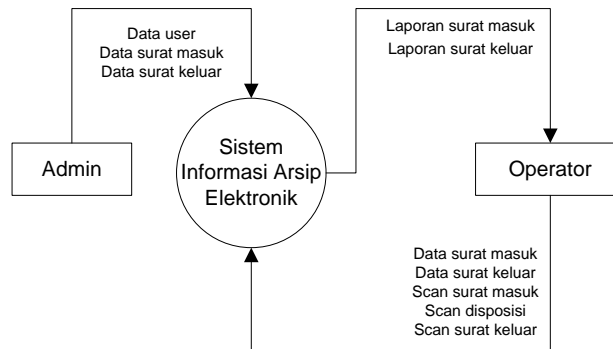 Data user
Data surat masuk
Data surat keluar
Laporan surat masuk
Laporan surat keluar
Admin
Sistem
Informasi Arsip
Elektronik
Operator
Data surat masuk
Data surat keluar
Scan surat masuk
Scan disposisi
Scan surat keluar